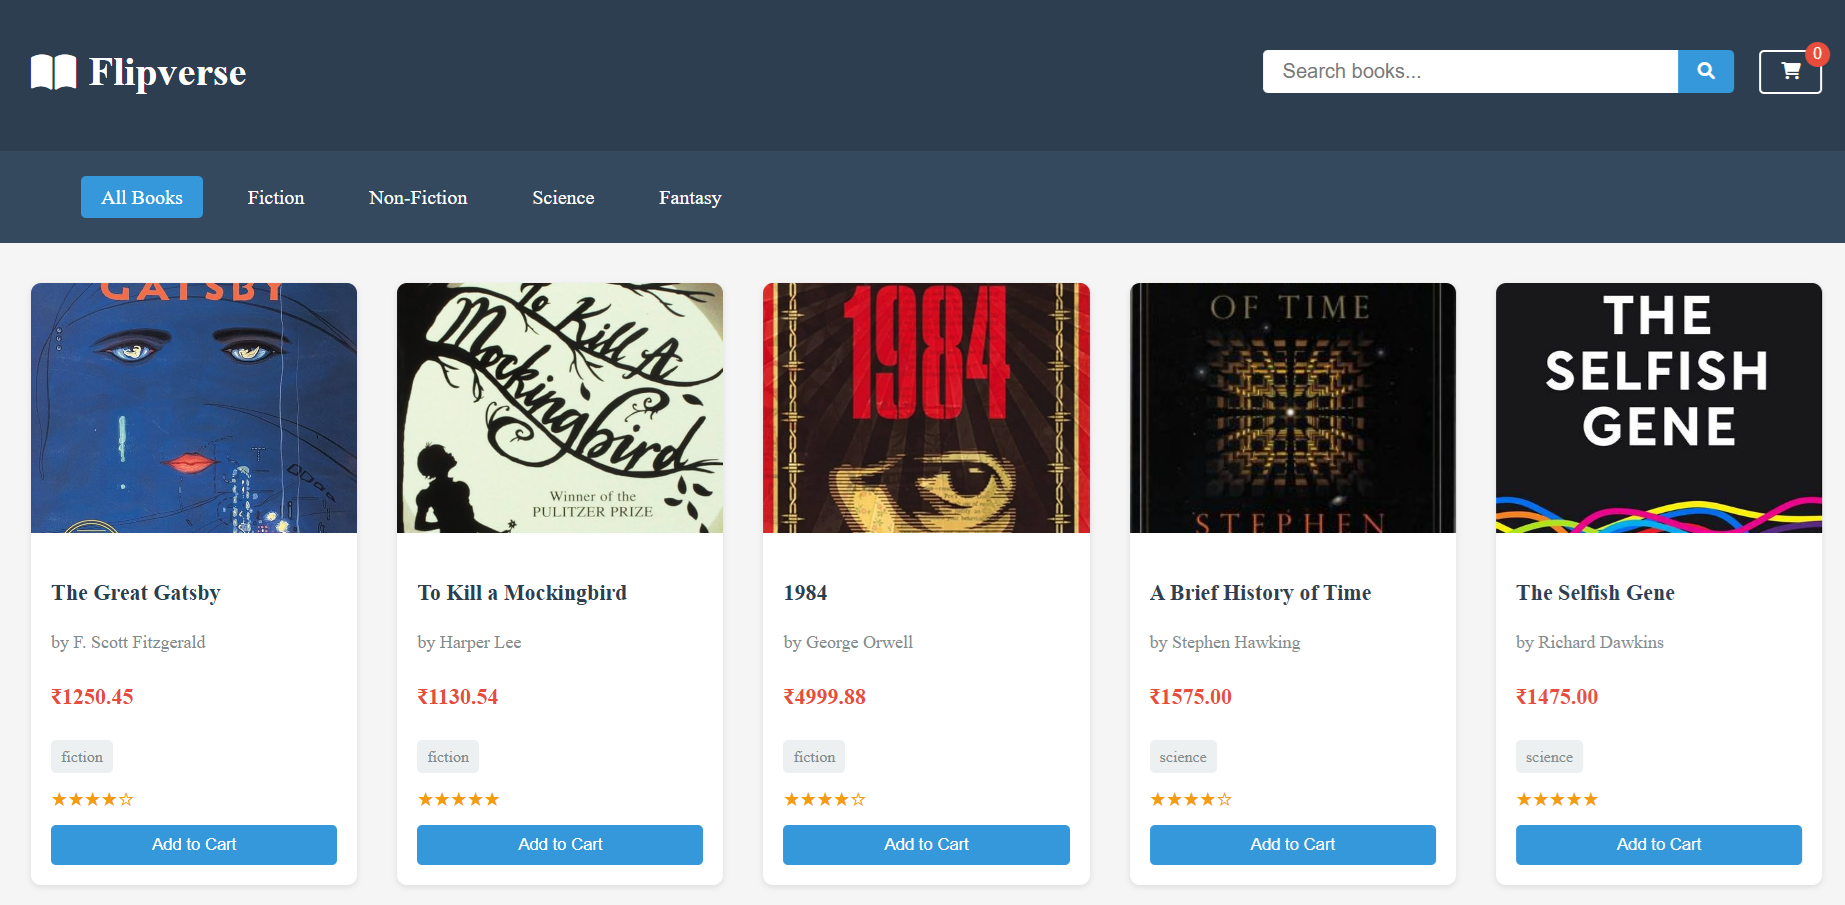 Flipverse
Search books...
0
All Books
Fiction
Non-Fiction
Science
Fantasy
GATSBY
To Kill A
Mockingbird
Winner of the
PULITZER PRIZE
1984
OF TIME
STEPHEN
THE
SELFISH
GENE
The Great Gatsby
by F. Scott Fitzgerald
₹1250.45
fiction
★★★★☆
Add to Cart
To Kill a Mockingbird
by Harper Lee
₹1130.54
fiction
★★★★★
Add to Cart
1984
by George Orwell
₹4999.88
fiction
★★★★☆
Add to Cart
A Brief History of Time
by Stephen Hawking
₹1575.00
science
★★★★☆
Add to Cart
The Selfish Gene
by Richard Dawkins
₹1475.00
science
★★★★★
Add to Cart